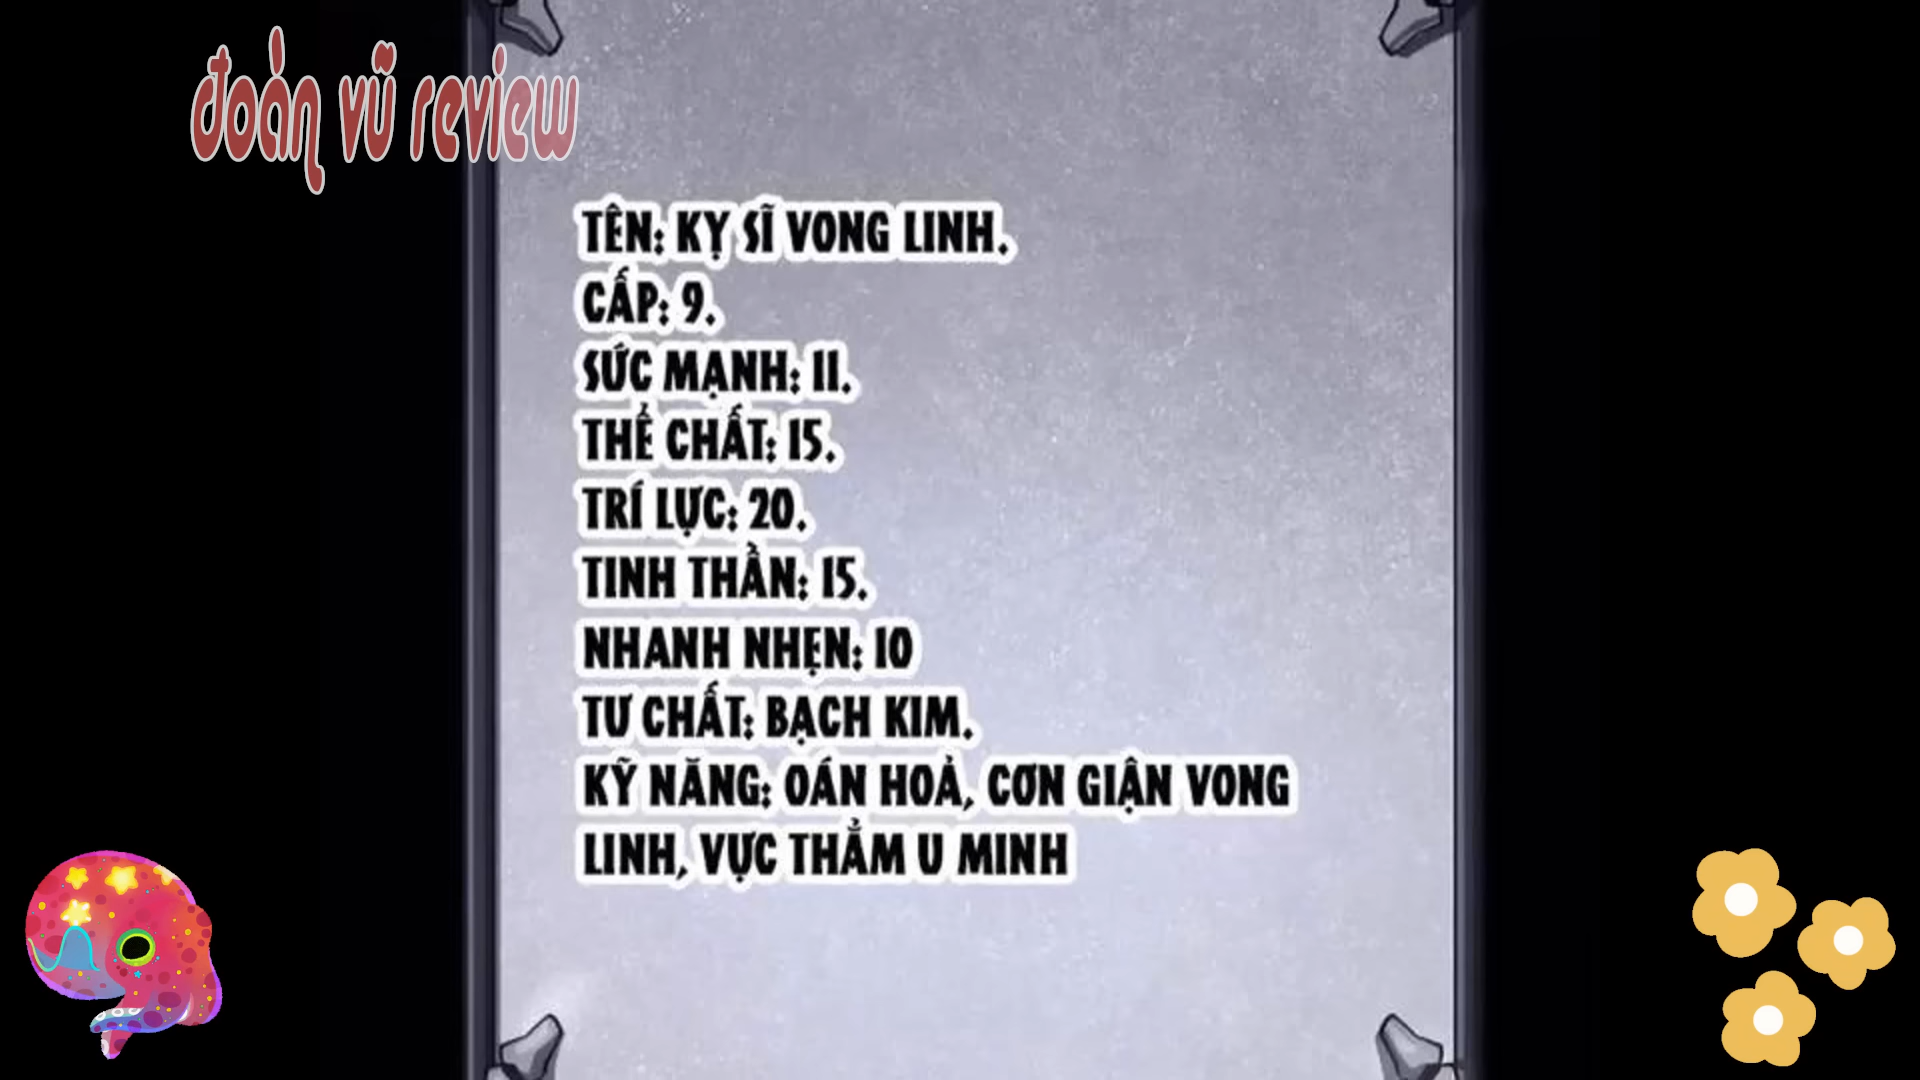 đoàn vũ review
TÊN: KỴ SĨ VONG LINH.
CẤP: 9.
SỨC MẠNH: 11.
THỂ CHẤT: 15.
TRÍ LỰC: 20.
TINH THẦN: 15.
NHANH NHẸN: 10
TƯ CHẤT: BẠCH KIM.
KỸ NĂNG: OÁN HOẢ, CƠN GIẬN VONG
LINH, VỰC THẲM U MINH